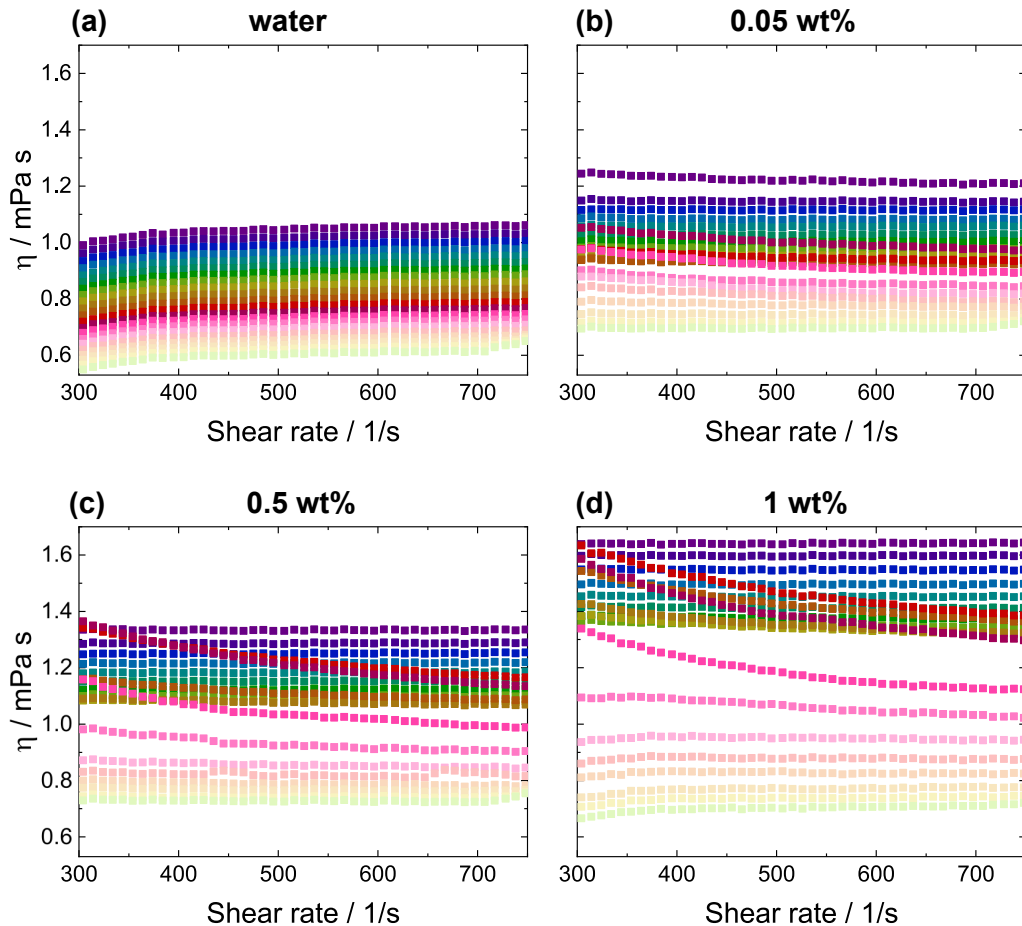 (a) water
(b) 0.05 wt%
1.6
1.4
1.2
1.0
0.8
0.6
η / mPa s
300 400 500 600 700
300 400 500 600 700
Shear rate / 1/s
Shear rate / 1/s
(c) 0.5 wt%
(d) 1 wt%
1.6
1.4
1.2
1.0
0.8
0.6
η / mPa s
300 400 500 600 700
300 400 500 600 700
Shear rate / 1/s
Shear rate / 1/s